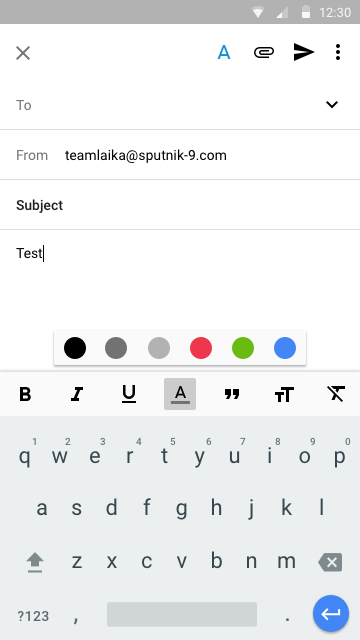 12:30
A
To
From teamlaika@sputnik-9.com
Subject
Test
B I U A " TT T
1 2 3 4 5 6 7 8 9 0
q w e r t y u i o p
a s d f g h j k l
z x c v b n m
?123 , .